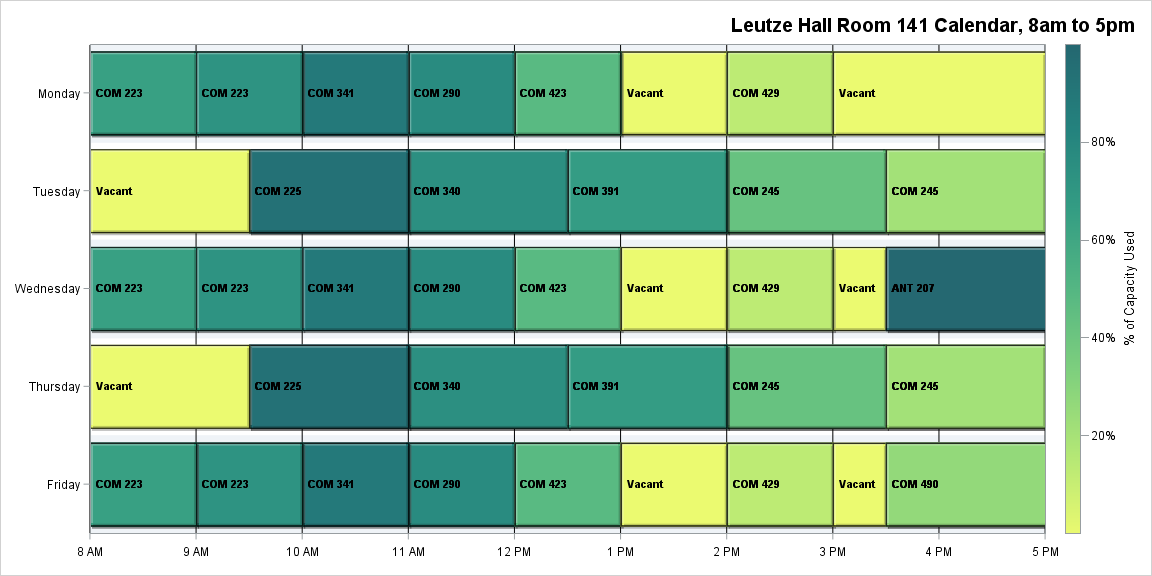 Leutze Hall Room 141 Calendar, 8am to 5pm
Monday
COM 223
COM 223
COM 341
COM 290
COM 423
Vacant
COM 429
Vacant
Tuesday
Vacant
COM 225
COM 340
COM 391
COM 245
COM 245
Wednesday
COM 223
COM 223
COM 341
COM 290
COM 423
Vacant
COM 429
Vacant
ANT 207
Thursday
Vacant
COM 225
COM 340
COM 391
COM 245
COM 245
Friday
COM 223
COM 223
COM 341
COM 290
COM 423
Vacant
COM 429
Vacant
COM 490
8 AM
9 AM
10 AM
11 AM
12 PM
1 PM
2 PM
3 PM
4 PM
5 PM
80%
60%
40%
20%
% of Capacity Used